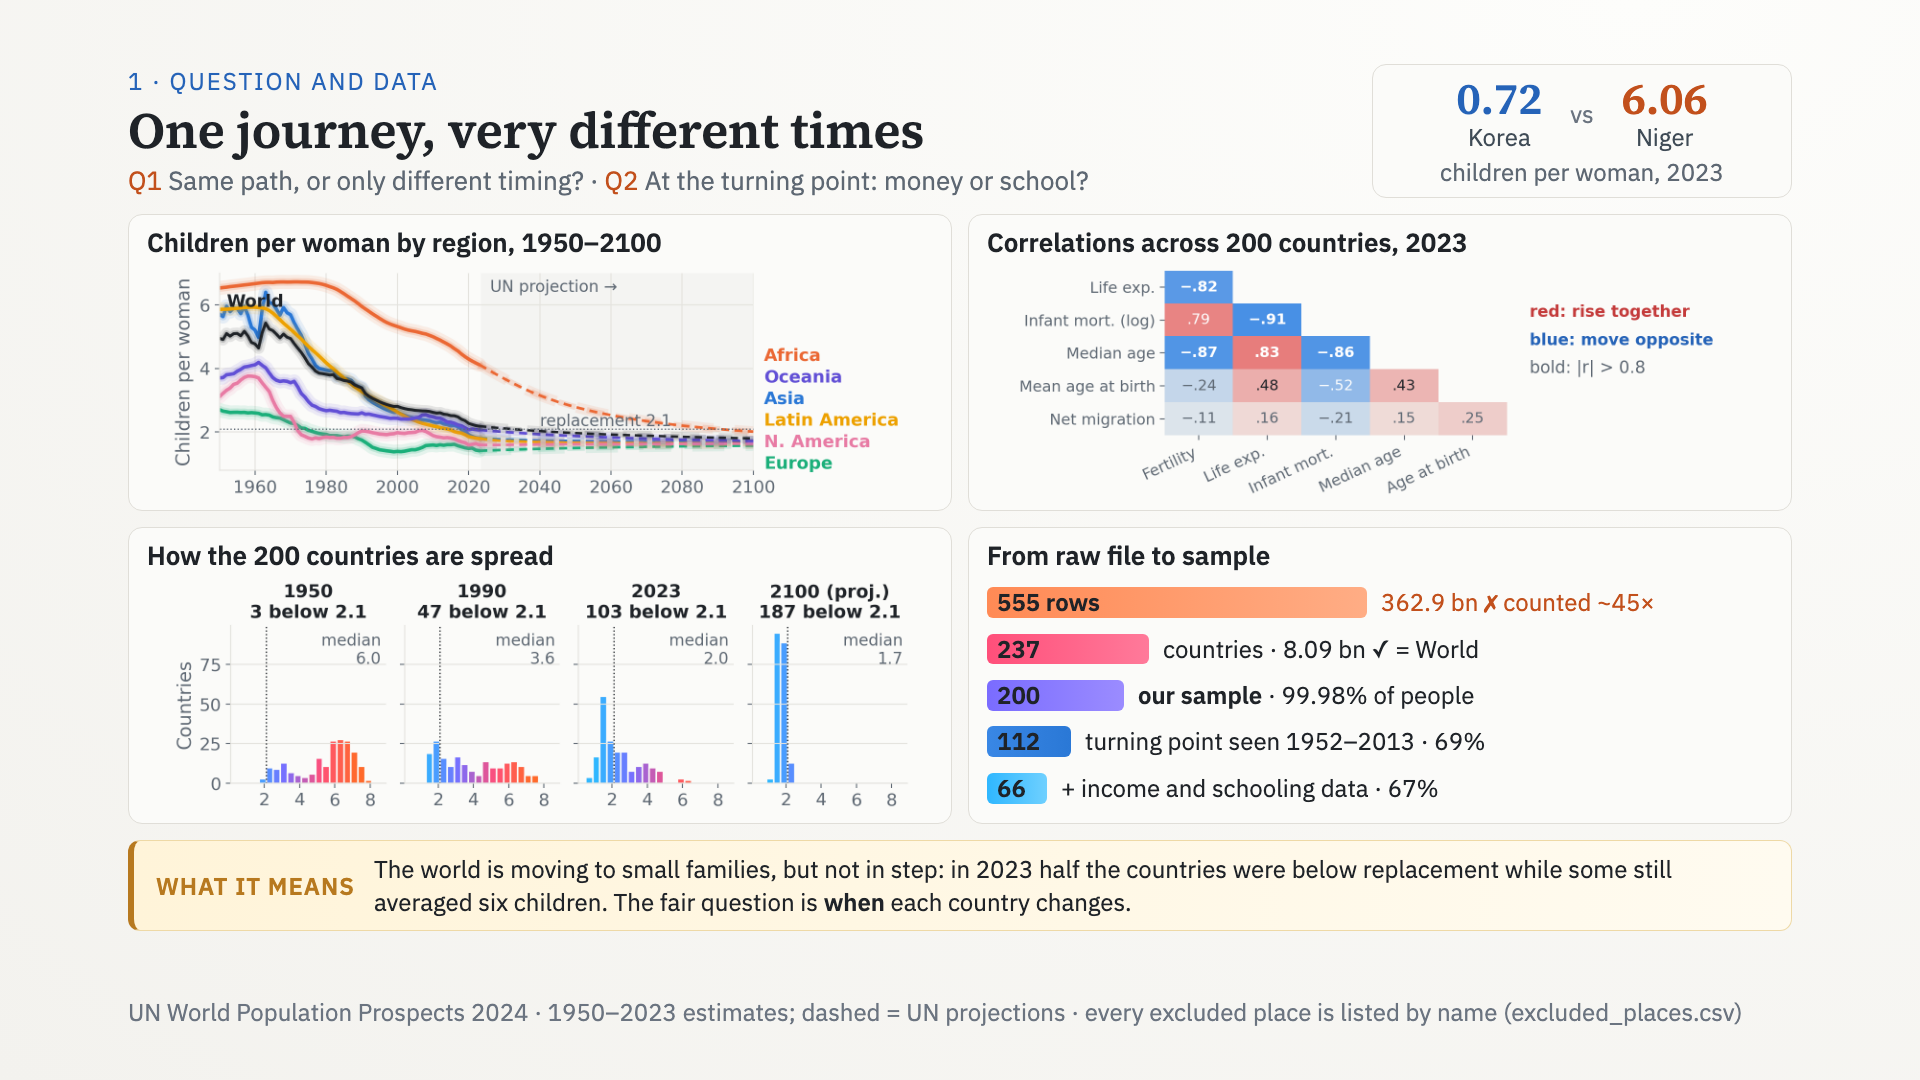 1 · QUESTION AND DATA
One journey, very different times
Q1 Same path, or only different timing? · Q2 At the turning point: money or school?
0.72 vs 6.06
Korea Niger
children per woman, 2023
Children per woman by region, 1950–2100
Children per woman
6
4
2
World
UN projection →
replacement 2.1
1960 1980 2000 2020 2040 2060 2080 2100
Africa
Oceania
Asia
Latin America
N. America
Europe
Correlations across 200 countries, 2023
Life exp. −.82
Infant mort. (log) .79 −.91
Median age −.87 .83 −.86
Mean age at birth −.24 .48 −.52 .43
Net migration −.11 .16 −.21 .15 .25
Fertility Life exp. Infant mort. Median age Age at birth
red: rise together
blue: move opposite
bold: |r| > 0.8
How the 200 countries are spread
1950 1990 2023 2100 (proj.)
3 below 2.1 47 below 2.1 103 below 2.1 187 below 2.1
median median median median
6.0 3.6 2.0 1.7
Countries
75
50
25
0
2 4 6 8 2 4 6 8 2 4 6 8 2 4 6 8
From raw file to sample
555 rows 362.9 bn ✗ counted ~45×
237 countries · 8.09 bn ✓ = World
200 our sample · 99.98% of people
112 turning point seen 1952–2013 · 69%
66 + income and schooling data · 67%
WHAT IT MEANS
The world is moving to small families, but not in step: in 2023 half the countries were below replacement while some still
averaged six children. The fair question is when each country changes.
UN World Population Prospects 2024 · 1950–2023 estimates; dashed = UN projections · every excluded place is listed by name (excluded_places.csv)